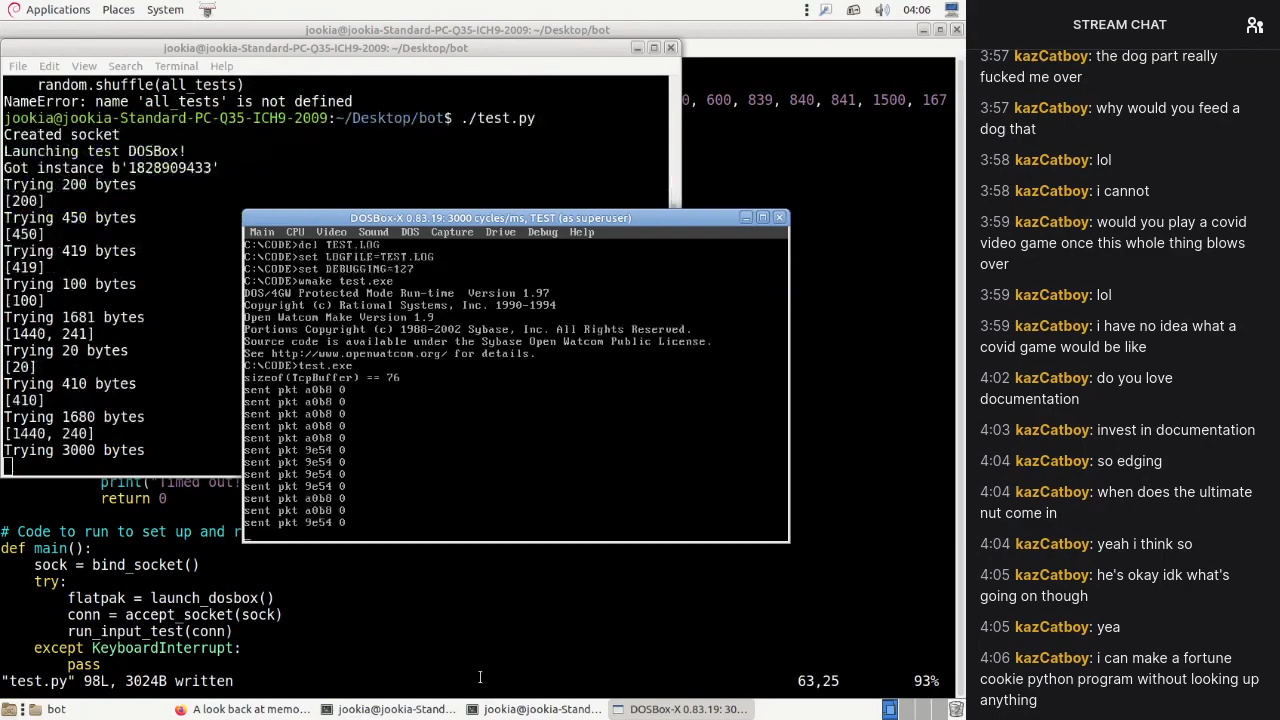 Applications Places System 04:06
jookia@jookia-Standard-PC-Q35-ICH9-2009: ~/Desktop/bot
jookia@jookia-Standard-PC-Q35-ICH9-2009: ~/Desktop/bot
File Edit View Search Terminal Help
random.shuffle(all_tests)
NameError: name 'all_tests' is not defined
jookia@jookia-Standard-PC-Q35-ICH9-2009:~/Desktop/bot$ ./test.py
Created socket
Launching test DOSBox!
Got instance b'1828909433'
Trying 200 bytes
[200]
Trying 450 bytes
[450]
Trying 419 bytes
[419]
Trying 100 bytes
[100]
Trying 1681 bytes
[1440, 241]
Trying 20 bytes
[20]
Trying 410 bytes
[410]
Trying 1680 bytes
[1440, 240]
Trying 3000 bytes
0, 600, 839, 840, 841, 1500, 167
DOSBox-X 0.83.19: 3000 cycles/ms, TEST (as superuser)
Main CPU Video Sound DOS Capture Drive Debug Help
C:\CODE>del TEST.LOG
C:\CODE>set LOGFILE=TEST.LOG
C:\CODE>set DEBUGGING=127
C:\CODE>wmake test.exe
DOS/4GW Protected Mode Run-time  Version 1.97
Copyright (c) Rational Systems, Inc. 1990-1994
Open Watcom Make Version 1.9
Portions Copyright (c) 1988-2002 Sybase, Inc. All Rights Reserved.
Source code is available under the Sybase Open Watcom Public License.
See http://www.openwatcom.org/ for details.
C:\CODE>test.exe
sizeof(TcpBuffer) == 76
sent pkt a0b8 0
sent pkt a0b8 0
sent pkt a0b8 0
sent pkt a0b8 0
sent pkt a0b8 0
sent pkt 9e54 0
sent pkt 9e54 0
sent pkt 9e54 0
sent pkt 9e54 0
sent pkt a0b8 0
sent pkt a0b8 0
sent pkt 9e54 0
print("Timed out!
return 0
# Code to run to set up and r
def main():
sock = bind_socket()
try:
flatpak = launch_dosbox()
conn = accept_socket(sock)
run_input_test(conn)
except KeyboardInterrupt:
pass
"test.py" 98L, 3024B written 63,25 93%
bot A look back at memo... jookia@jookia-Stand... jookia@jookia-Stand... DOSBox-X 0.83.19: 30...
STREAM CHAT
3:57 kazCatboy: the dog part really
fucked me over
3:57 kazCatboy: why would you feed a
dog that
3:58 kazCatboy: lol
3:58 kazCatboy: i cannot
3:59 kazCatboy: would you play a covid
video game once this whole thing blows
over
3:59 kazCatboy: lol
3:59 kazCatboy: i have no idea what a
covid game would be like
4:02 kazCatboy: do you love
documentation
4:03 kazCatboy: invest in documentation
4:04 kazCatboy: so edging
4:04 kazCatboy: when does the ultimate
nut come in
4:04 kazCatboy: yeah i think so
4:05 kazCatboy: he's okay idk what's
going on though
4:05 kazCatboy: yea
4:06 kazCatboy: i can make a fortune
cookie python program without looking up
anything